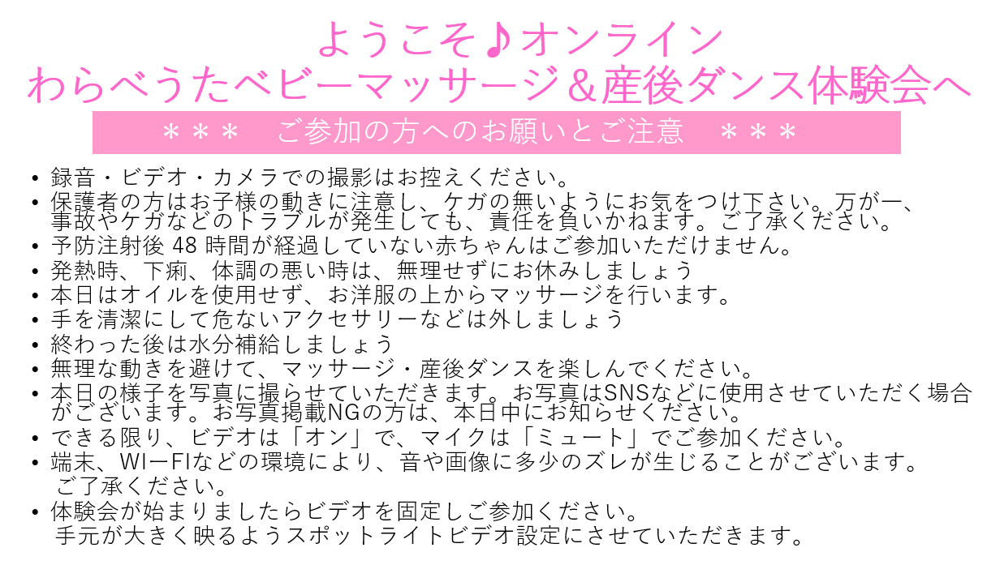 ようこそ♪オンライン
わらべうたベビーマッサージ＆産後ダンス体験会へ
＊＊＊　ご参加の方へのお願いとご注意　＊＊＊
• 録音・ビデオ・カメラでの撮影はお控えください。
• 保護者の方はお子様の動きに注意し、ケガの無いようにお気をつけ下さい。万が一、
事故やケガなどのトラブルが発生しても、責任を負いかねます。ご了承ください。
• 予防注射後 48 時間が経過していない赤ちゃんはご参加いただけません。
• 発熱時、下痢、体調の悪い時は、無理せずにお休みしましょう
• 本日はオイルを使用せず、お洋服の上からマッサージを行います。
• 手を清潔にして危ないアクセサリーなどは外しましょう
• 終わった後は水分補給しましょう
• 無理な動きを避けて、マッサージ・産後ダンスを楽しんでください。
• 本日の様子を写真に撮らせていただきます。お写真はSNSなどに使用させていただく場合
がございます。お写真掲載NGの方は、本日中にお知らせください。
• できる限り、ビデオは「オン」で、マイクは「ミュート」でご参加ください。
• 端末、WIーFIなどの環境により、音や画像に多少のズレが生じることがございます。
ご了承ください。
• 体験会が始まりましたらビデオを固定しご参加ください。
手元が大きく映るようスポットライトビデオ設定にさせていただきます。